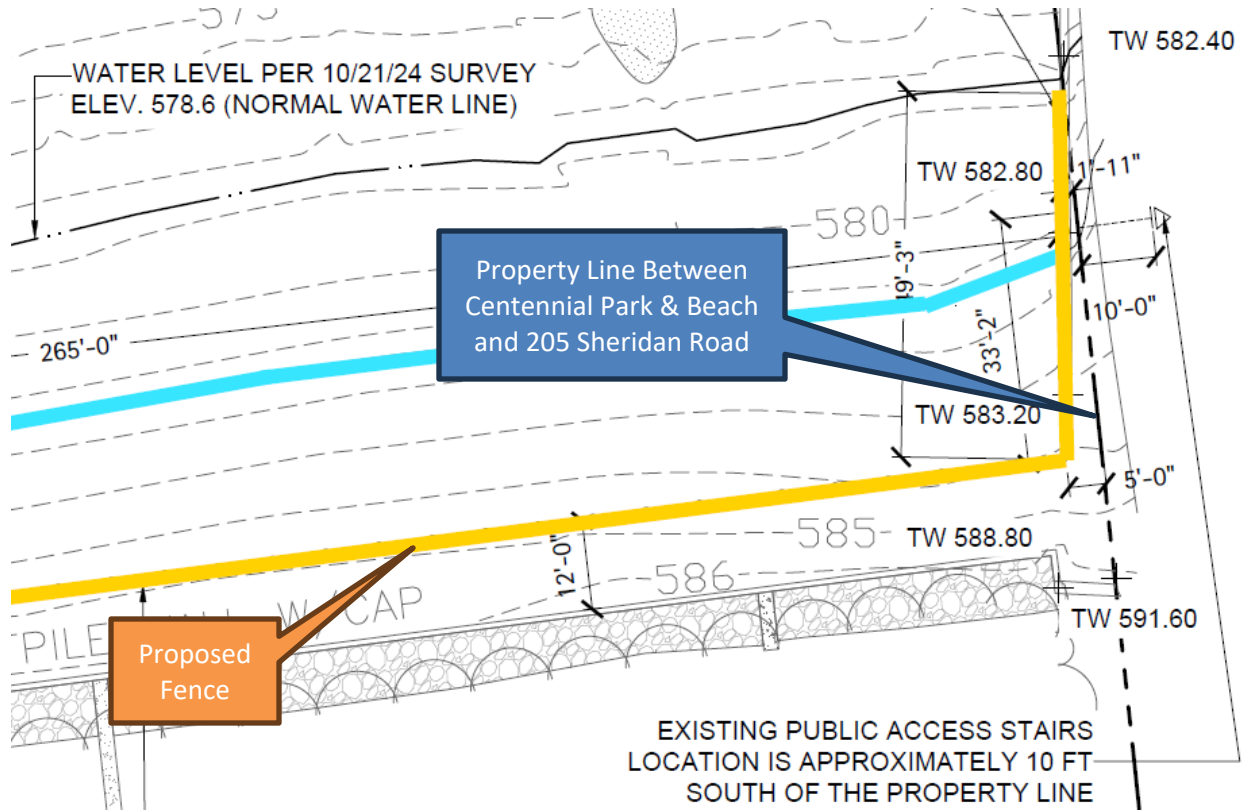 575
TW 582.40
WATER LEVEL PER 10/21/24 SURVEY
ELEV. 578.6 (NORMAL WATER LINE)
TW 582.80
1'-11"
580
Property Line Between
Centennial Park & Beach
and 205 Sheridan Road
49'-3"
33'-2"
10'-0"
265'-0"
TW 583.20
5'-0"
585
TW 588.80
12'-0"
586
PILE W/ CAP
TW 591.60
Proposed
Fence
EXISTING PUBLIC ACCESS STAIRS
LOCATION IS APPROXIMATELY 10 FT
SOUTH OF THE PROPERTY LINE